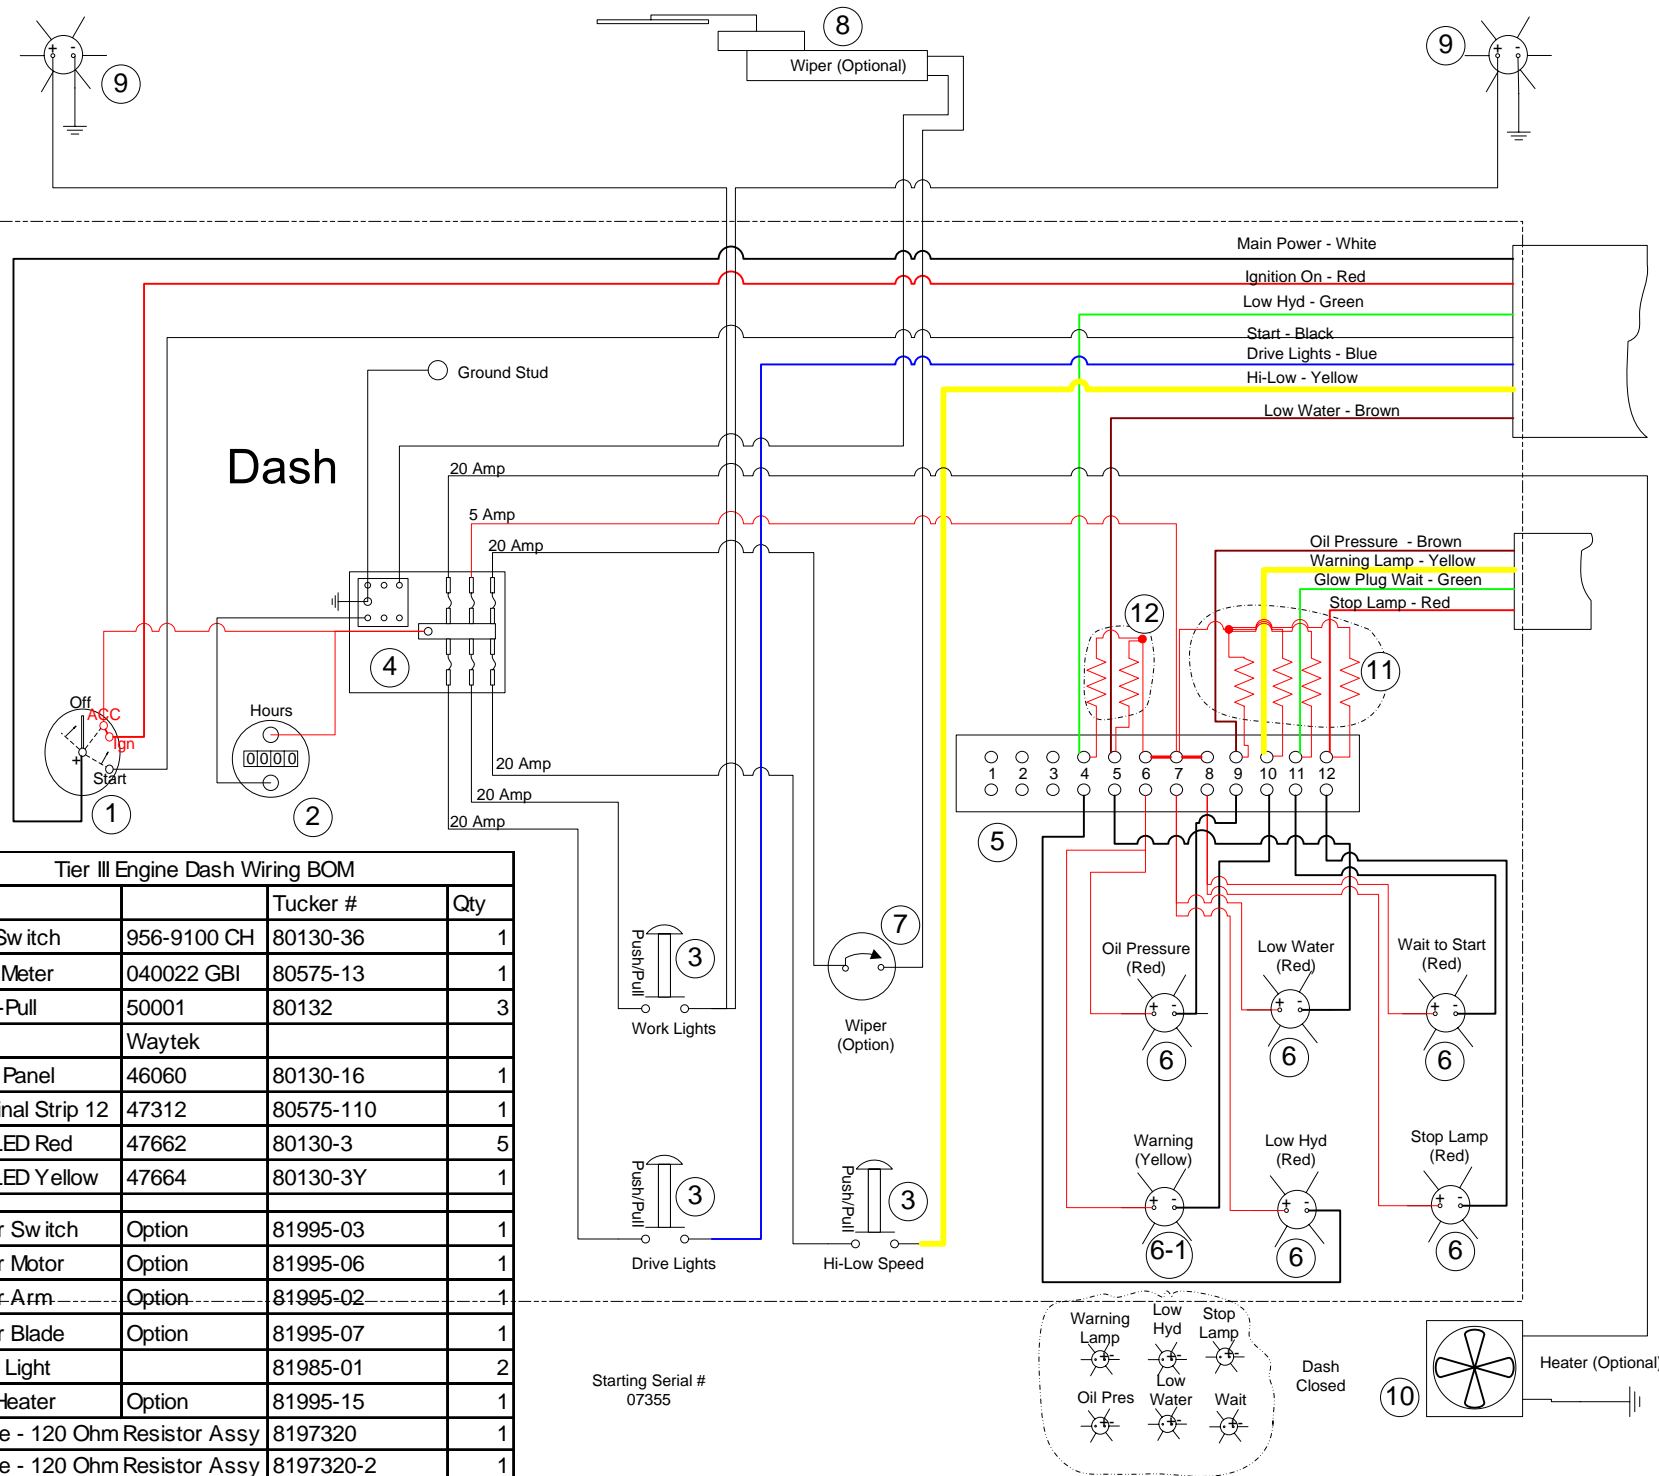 8
Wiper (Optional)
9
9
+ -
+ -
Main Power - White
Ignition On - Red
Low Hyd - Green
Start - Black
Drive Lights - Blue
Hi-Low - Yellow
Low Water - Brown
Ground Stud
Dash
20 Amp
5 Amp
20 Amp
Oil Pressure - Brown
Warning Lamp - Yellow
Glow Plug Wait - Green
Stop Lamp - Red
12
11
4
Off
ACC
Ign
+
Start
1
Hours
0 0 0 0
2
20 Amp
20 Amp
20 Amp
1 2 3 4 5 6 7 8 9 10 11 12
5
Tier III Engine Dash Wiring BOM
Tucker # Qty
Switch 956-9100 CH 80130-36 1
Meter 040022 GBI 80575-13 1
-Pull 50001 80132 3
Waytek
Panel 46060 80130-16 1
inal Strip 12 47312 80575-110 1
LED Red 47662 80130-3 5
LED Yellow 47664 80130-3Y 1
r Switch Option 81995-03 1
r Motor Option 81995-06 1
r Arm Option 81995-02 1
r Blade Option 81995-07 1
Light 81985-01 2
Heater Option 81995-15 1
e - 120 Ohm Resistor Assy 8197320 1
e - 120 Ohm Resistor Assy 8197320-2 1
Push/Pull
3
Work Lights
7
Wiper
(Option)
Push/Pull
3
Drive Lights
Push/Pull
3
Hi-Low Speed
Oil Pressure
(Red)
+ -
6
Low Water
(Red)
+ -
6
Wait to Start
(Red)
+ -
6
Warning
(Yellow)
+ -
6-1
Low Hyd
(Red)
+ -
6
Stop Lamp
(Red)
+ -
6
Warning
Lamp
Low
Hyd
Stop
Lamp
Oil Pres
Low
Water
Wait
Dash
Closed
Starting Serial #
07355
10
Heater (Optional)